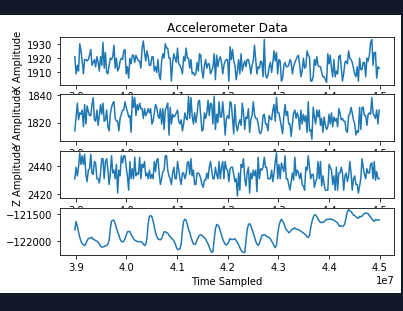 Accelerometer Data
X Amplitude
1930
1920
1910
Y Amplitude
1840
1820
Z Amplitude
2440
2420
−121500
−122000
3.9 4.0 4.1 4.2 4.3 4.4 4.5
Time Sampled
1e7